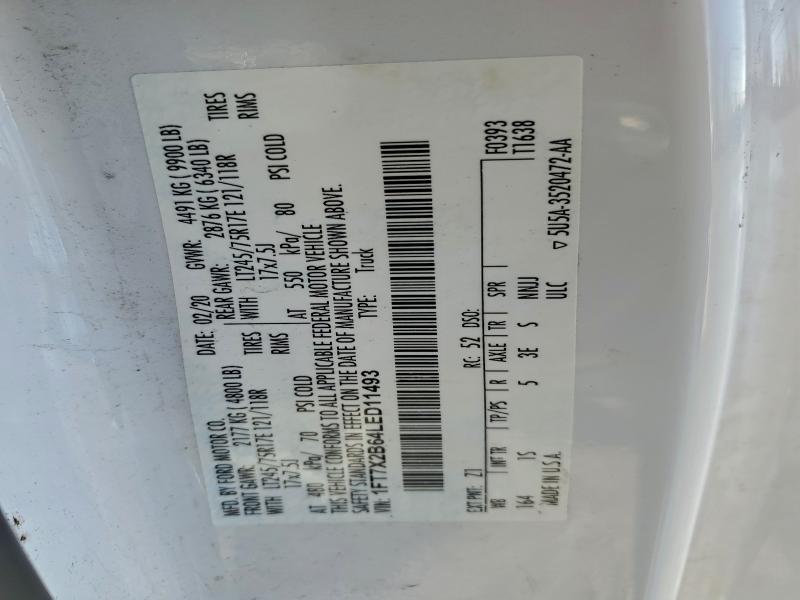 MFD. BY FORD MOTOR CO.
DATE: 02/20 GVWR: 4491 KG ( 9900 LB)
FRONT GAWR: 2177 KG ( 4800 LB) REAR GAWR: 2876 KG ( 6340 LB)
WITH LT245/75R17E 121/118R TIRES WITH LT245/75R17E 121/118R TIRES
17x7.5J RIMS 17x7.5J RIMS
AT 480 kPa/ 70 PSI COLD AT 550 kPa/ 80 PSI COLD
THIS VEHICLE CONFORMS TO ALL APPLICABLE FEDERAL MOTOR VEHICLE
SAFETY STANDARDS IN EFFECT ON THE DATE OF MANUFACTURE SHOWN ABOVE.
VIN: 1FT7X2B64LED11493 TYPE: Truck
F0393
T1638
EXT PNT: Z1 RC: 52 DSO:
WB INT TR TP/PS R AXLE TR SPR
164 1S 5 3E S NNJJ
MADE IN U.S.A. ULC
▽ 5U5A-3520472-AA